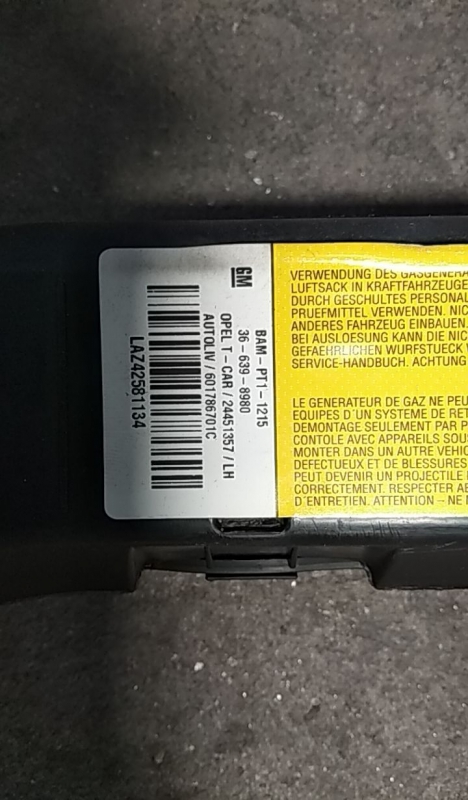 GM
BAM-PT1-1215
36-639-8980
OPEL T-CAR/24451357/LH
AUTOLIV/601786701C
LAZ42581134
VERWENDUNG DES GASGENERA
LUFTSACK IN KRAFTFAHRZEUGE
DURCH GESCHULTES PERSONAL
PRUEFMITTEL VERWENDEN. NIC
ANDERES FAHRZEUG EINBAUEN.
BEI AUSLOESUNG KANN DIE NIC
GEFAEHRLICHEN WURFSTUECK W
SERVICE-HANDBUCH. ACHTUNG
LE GENERATEUR DE GAZ NE PEU
EQUIPES D'UN SYSTEME DE RET
DEMONTAGE SEULEMENT PAR P
CONTOLE AVEC APPAREILS SOUS
MONTER DANS UN AUTRE VEHIC
DEFECTUEUX ET DE BLESSURES
PEUT DEVENIR UN PROJECTILE D
CORRECTEMENT. RESPECTER AB
D'ENTRETIEN. ATTENTION - NE